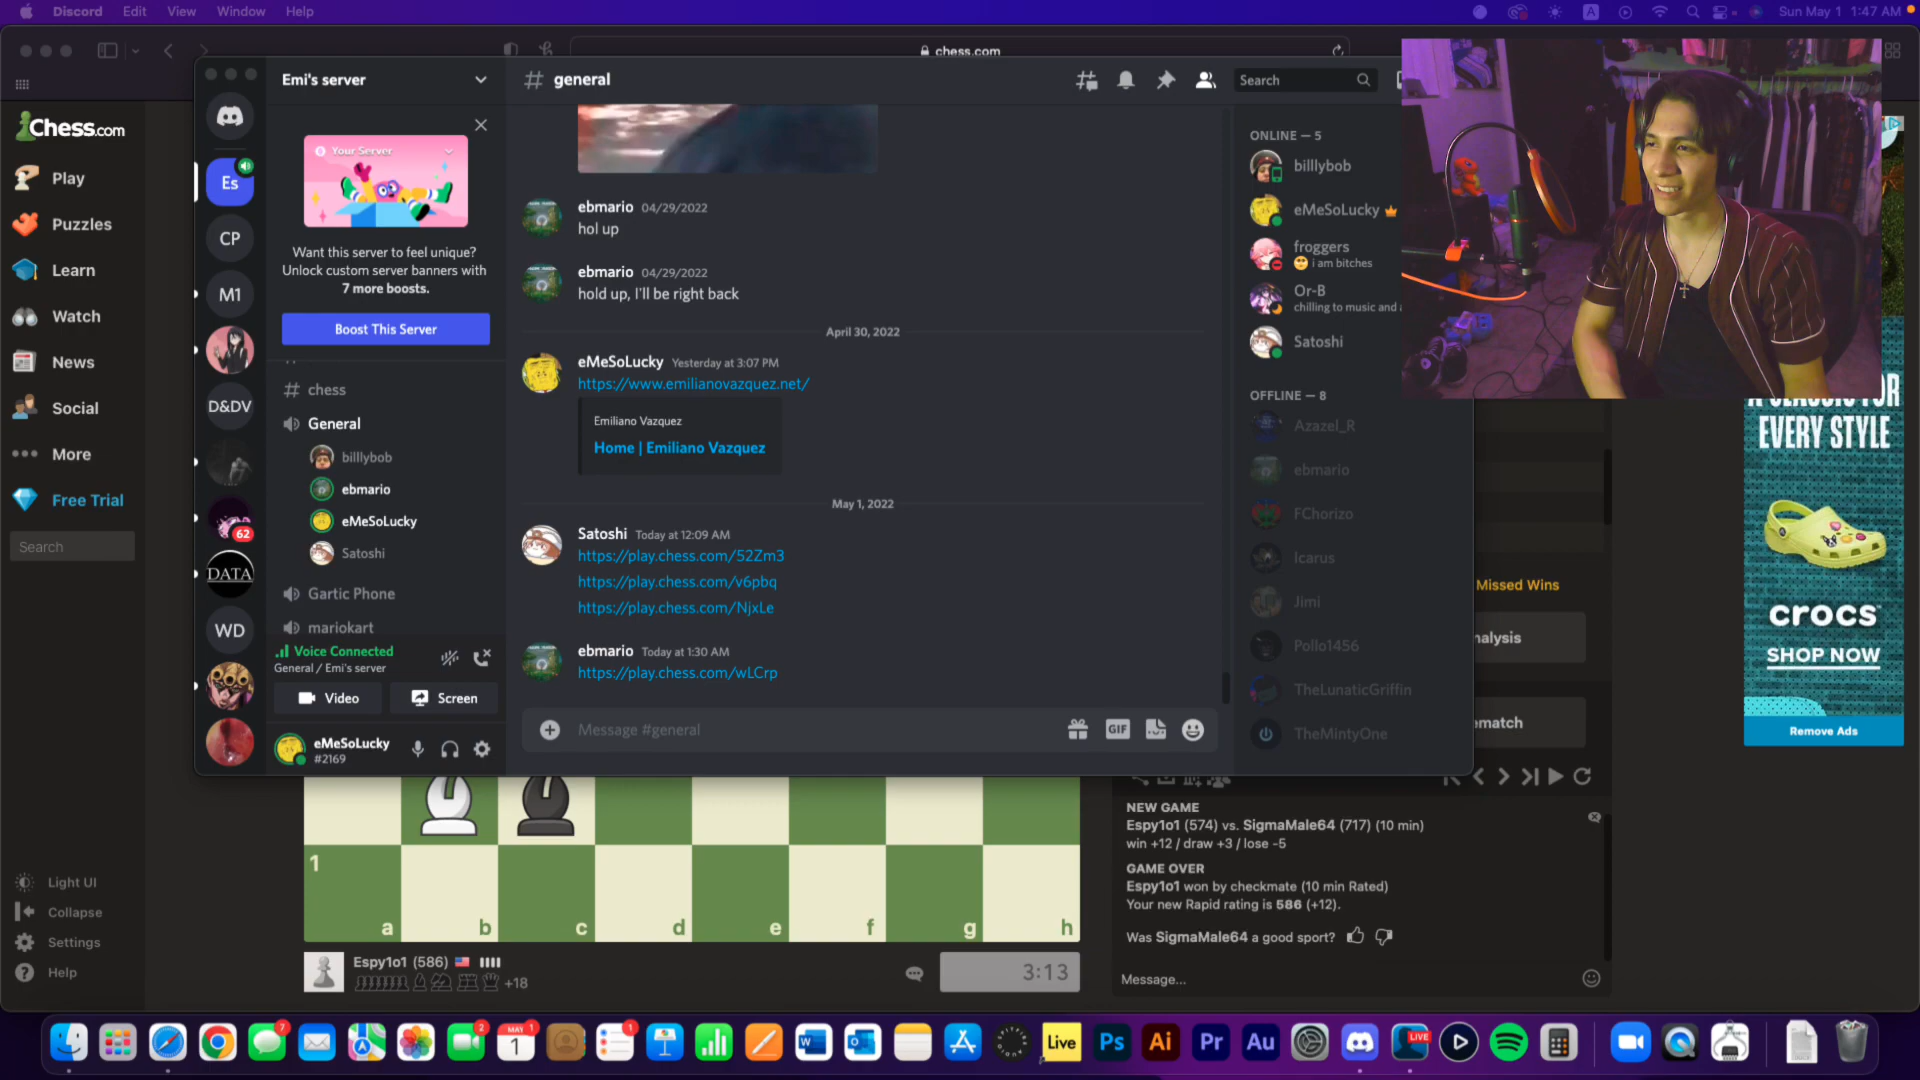 Discord Edit View Window Help
Sun May 1 1:47 AM
chess.com
Chess.com
Play
Puzzles
Learn
Watch
News
Social
More
Free Trial
Search
Light UI
Collapse
Settings
Help
Es
CP
M1
D&DV
62
DATA
WD
Emi's server
Your Server
Want this server to feel unique?
Unlock custom server banners with
7 more boosts.
Boost This Server
# chess
General
billlybob
ebmario
eMeSoLucky
Satoshi
Gartic Phone
mariokart
Voice Connected
General / Emi's server
Video
Screen
eMeSoLucky
#2169
# general
Search
ebmario 04/29/2022
hol up
ebmario 04/29/2022
hold up, I'll be right back
April 30, 2022
eMeSoLucky Yesterday at 3:07 PM
https://www.emilianovazquez.net/
Emiliano Vazquez
Home | Emiliano Vazquez
May 1, 2022
Satoshi Today at 12:09 AM
https://play.chess.com/52Zm3
https://play.chess.com/v6pbq
https://play.chess.com/NjxLe
ebmario Today at 1:30 AM
https://play.chess.com/wLCrp
Message #general
GIF
ONLINE — 5
billlybob
eMeSoLucky
froggers
i am bitches
Or-B
chilling to music and
Satoshi
OFFLINE — 8
Azazel_R
ebmario
FChorizo
Icarus
Jimi
Pollo1456
TheLunaticGriffin
TheMintyOne
Missed Wins
nalysis
ematch
EVERY STYLE
crocs™
SHOP NOW
Remove Ads
1
a b c d e f g h
Espy1o1 (586)
+18
3:13
NEW GAME
Espy1o1 (574) vs. SigmaMale64 (717) (10 min)
win +12 / draw +3 / lose -5
GAME OVER
Espy1o1 won by checkmate (10 min Rated)
Your new Rapid rating is 586 (+12).
Was SigmaMale64 a good sport?
Message...
7
2
MAY
1
1
1
W
Live
Ps
Ai
Pr
Au
LIVE